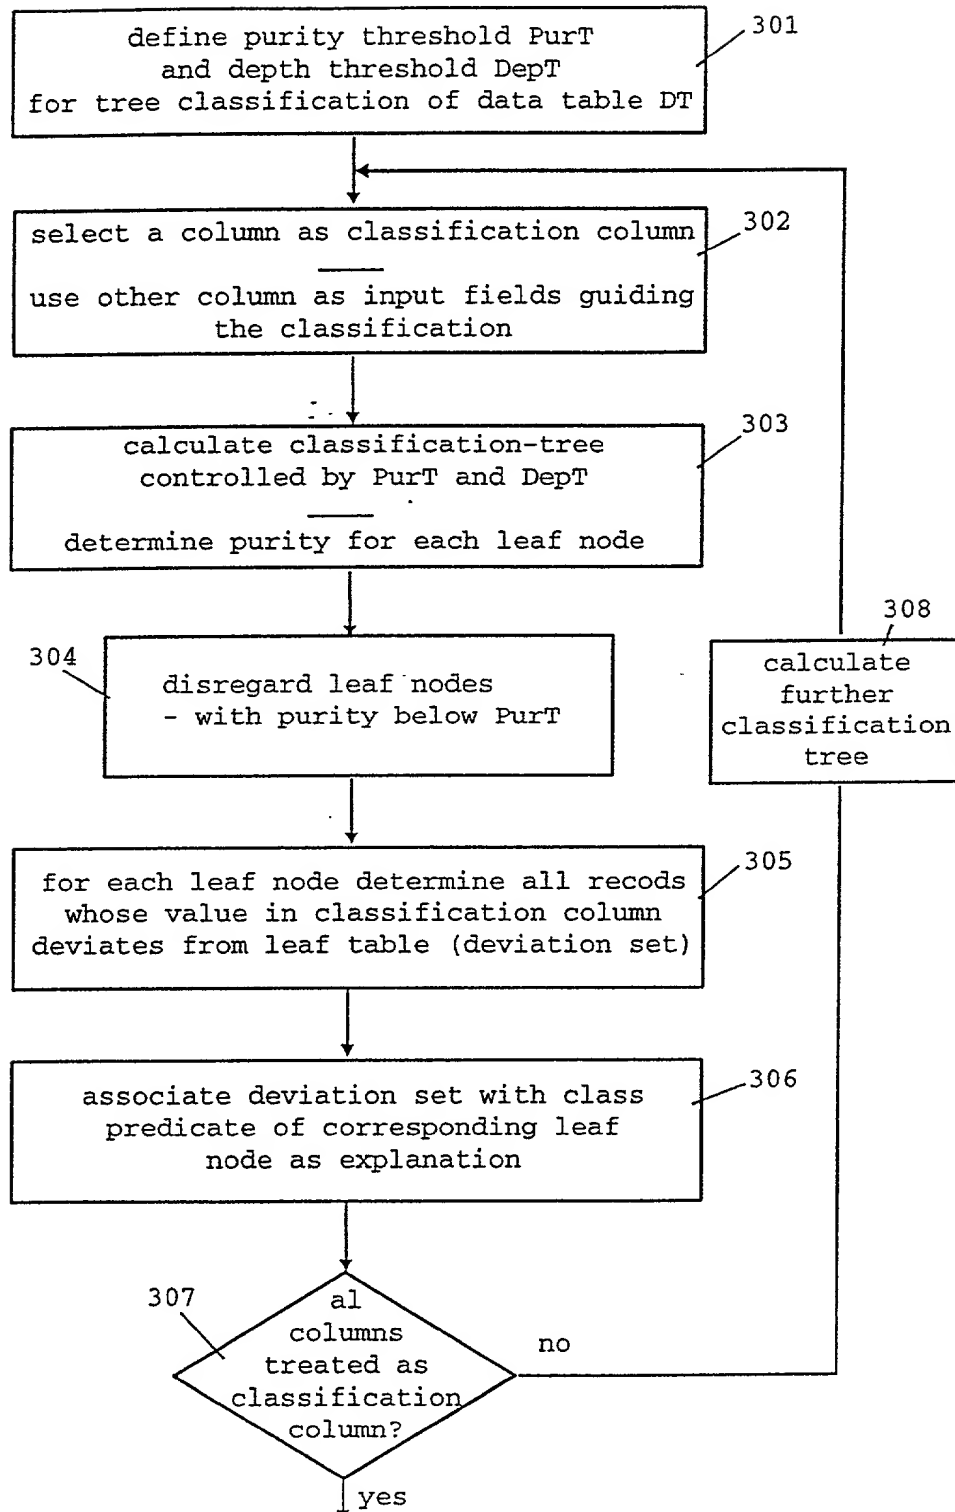 define purity threshold PurT
and depth threshold DepT
for tree classification of data table DT
301
select a column as classification column
use other column as input fields guiding
the classification
302
calculate classification-tree
controlled by PurT and DepT
determine purity for each leaf node
303
304
disregard leaf nodes
- with purity below PurT
308
calculate
further
classification
tree
for each leaf node determine all recods
whose value in classification column
deviates from leaf table (deviation set)
305
associate deviation set with class
predicate of corresponding leaf
node as explanation
306
307
al
columns
treated as
classification
column?
no
yes